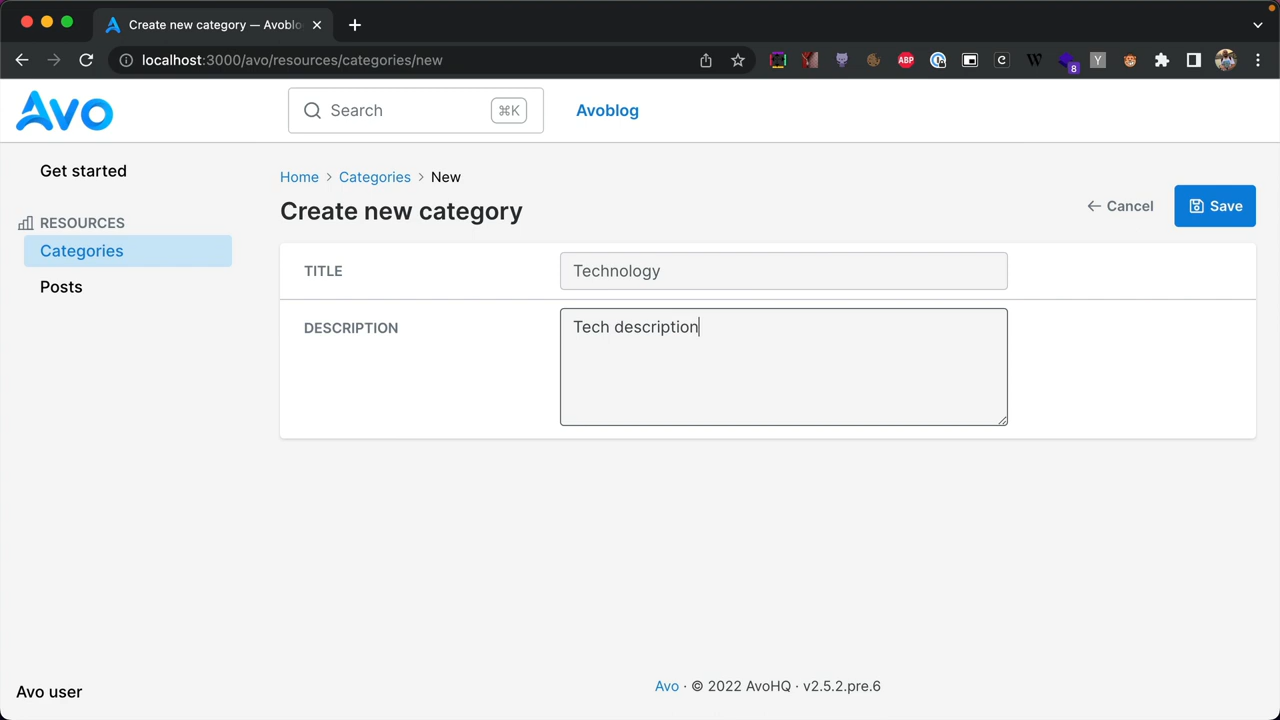 Create new category — Avoblo
localhost:3000/avo/resources/categories/new
ABP
C
W
8
Y
Avo
Search
⌘K
Avoblog
Get started
Home > Categories > New
Create new category
← Cancel
Save
RESOURCES
Categories
Posts
TITLE
Technology
DESCRIPTION
Tech description
Avo user
Avo · © 2022 AvoHQ · v2.5.2.pre.6